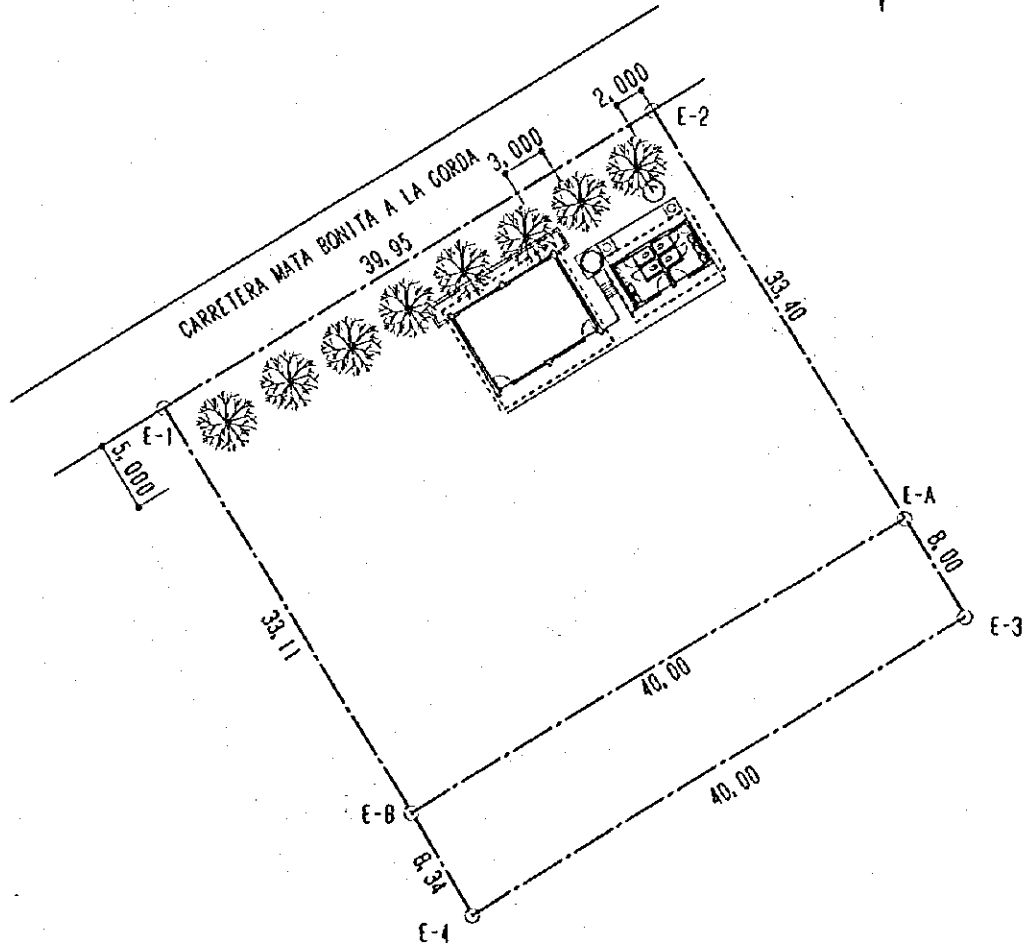 2,000
E-2
3,000
CARRETERA MATA BONITA A LA GORDA
39,95
33,40
E-1
5,000
E-A
8,00
33,11
E-3
40,00
40,00
E-B
8,34
E-4